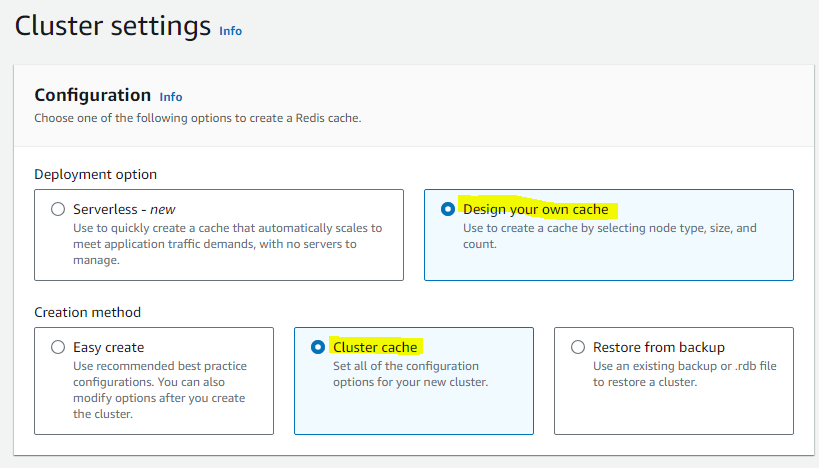 Cluster settings Info
Configuration Info
Choose one of the following options to create a Redis cache.
Deployment option
Serverless - new
Use to quickly create a cache that automatically scales to
meet application traffic demands, with no servers to
manage.
Design your own cache
Use to create a cache by selecting node type, size, and
count.
Creation method
Easy create
Use recommended best practice
configurations. You can also
modify options after you create
the cluster.
Cluster cache
Set all of the configuration
options for your new cluster.
Restore from backup
Use an existing backup or .rdb file
to restore a cluster.